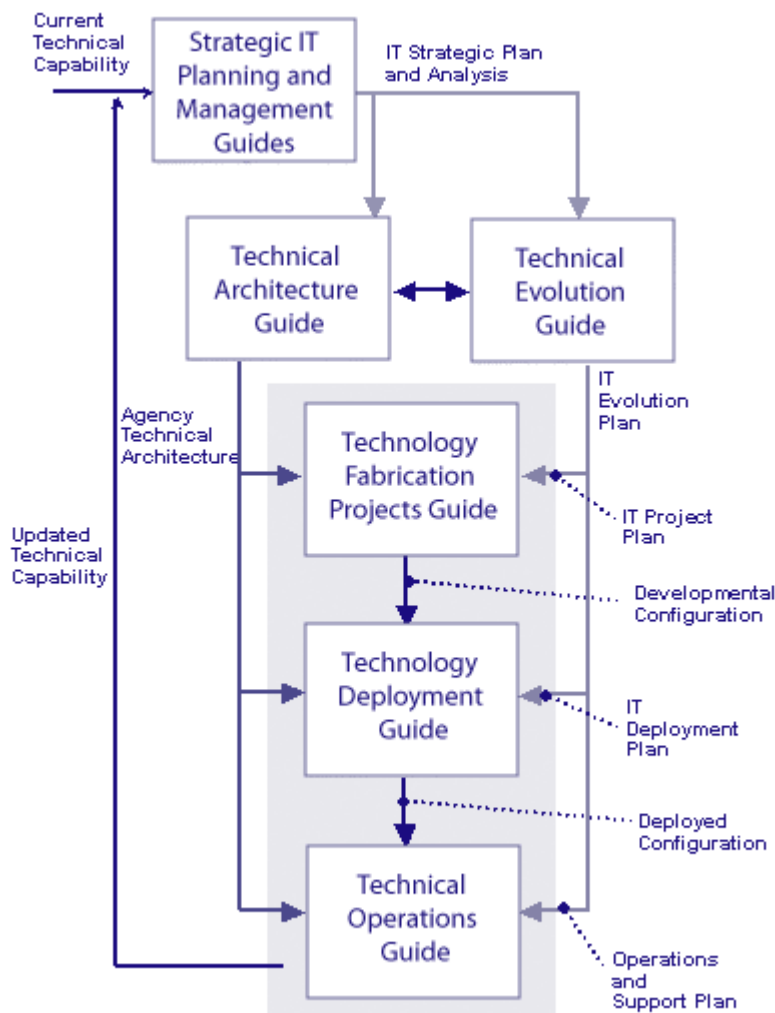 Current
Technical
Capability
Strategic IT
Planning and
Management
Guides
IT Strategic Plan
and Analysis
Technical
Architecture
Guide
Technical
Evolution
Guide
IT
Evolution
Plan
Agency
Technical
Architecture
Technology
Fabrication
Projects Guide
IT Project
Plan
Updated
Technical
Capability
Developmental
Configuration
Technology
Deployment
Guide
IT
Deployment
Plan
Deployed
Configuration
Technical
Operations
Guide
Operations
and
Support Plan